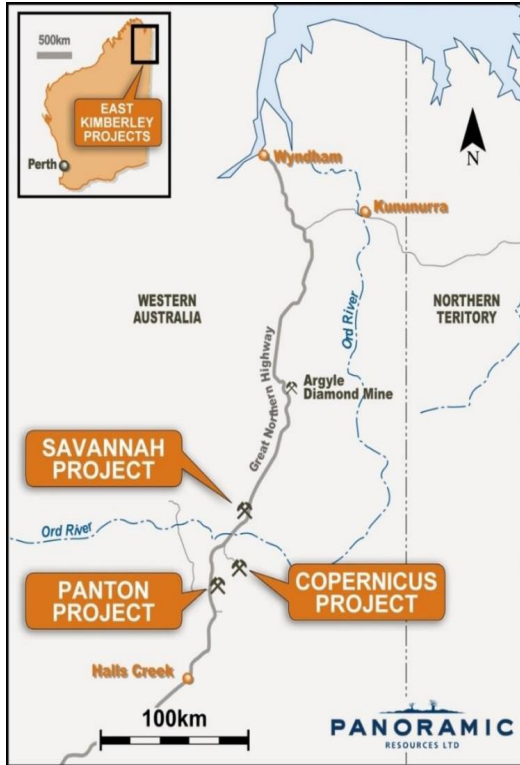 500km
EAST
KIMBERLEY
PROJECTS
Perth
Wyndham
N
Kununurra
WESTERN
AUSTRALIA
NORTHERN
TERITORY
Ord River
Great Northern Highway
Argyle
Diamond Mine
SAVANNAH
PROJECT
Ord River
PANTON
PROJECT
COPERNICUS
PROJECT
Halls Creek
100km
PANORAMIC
RESOURCES LTD